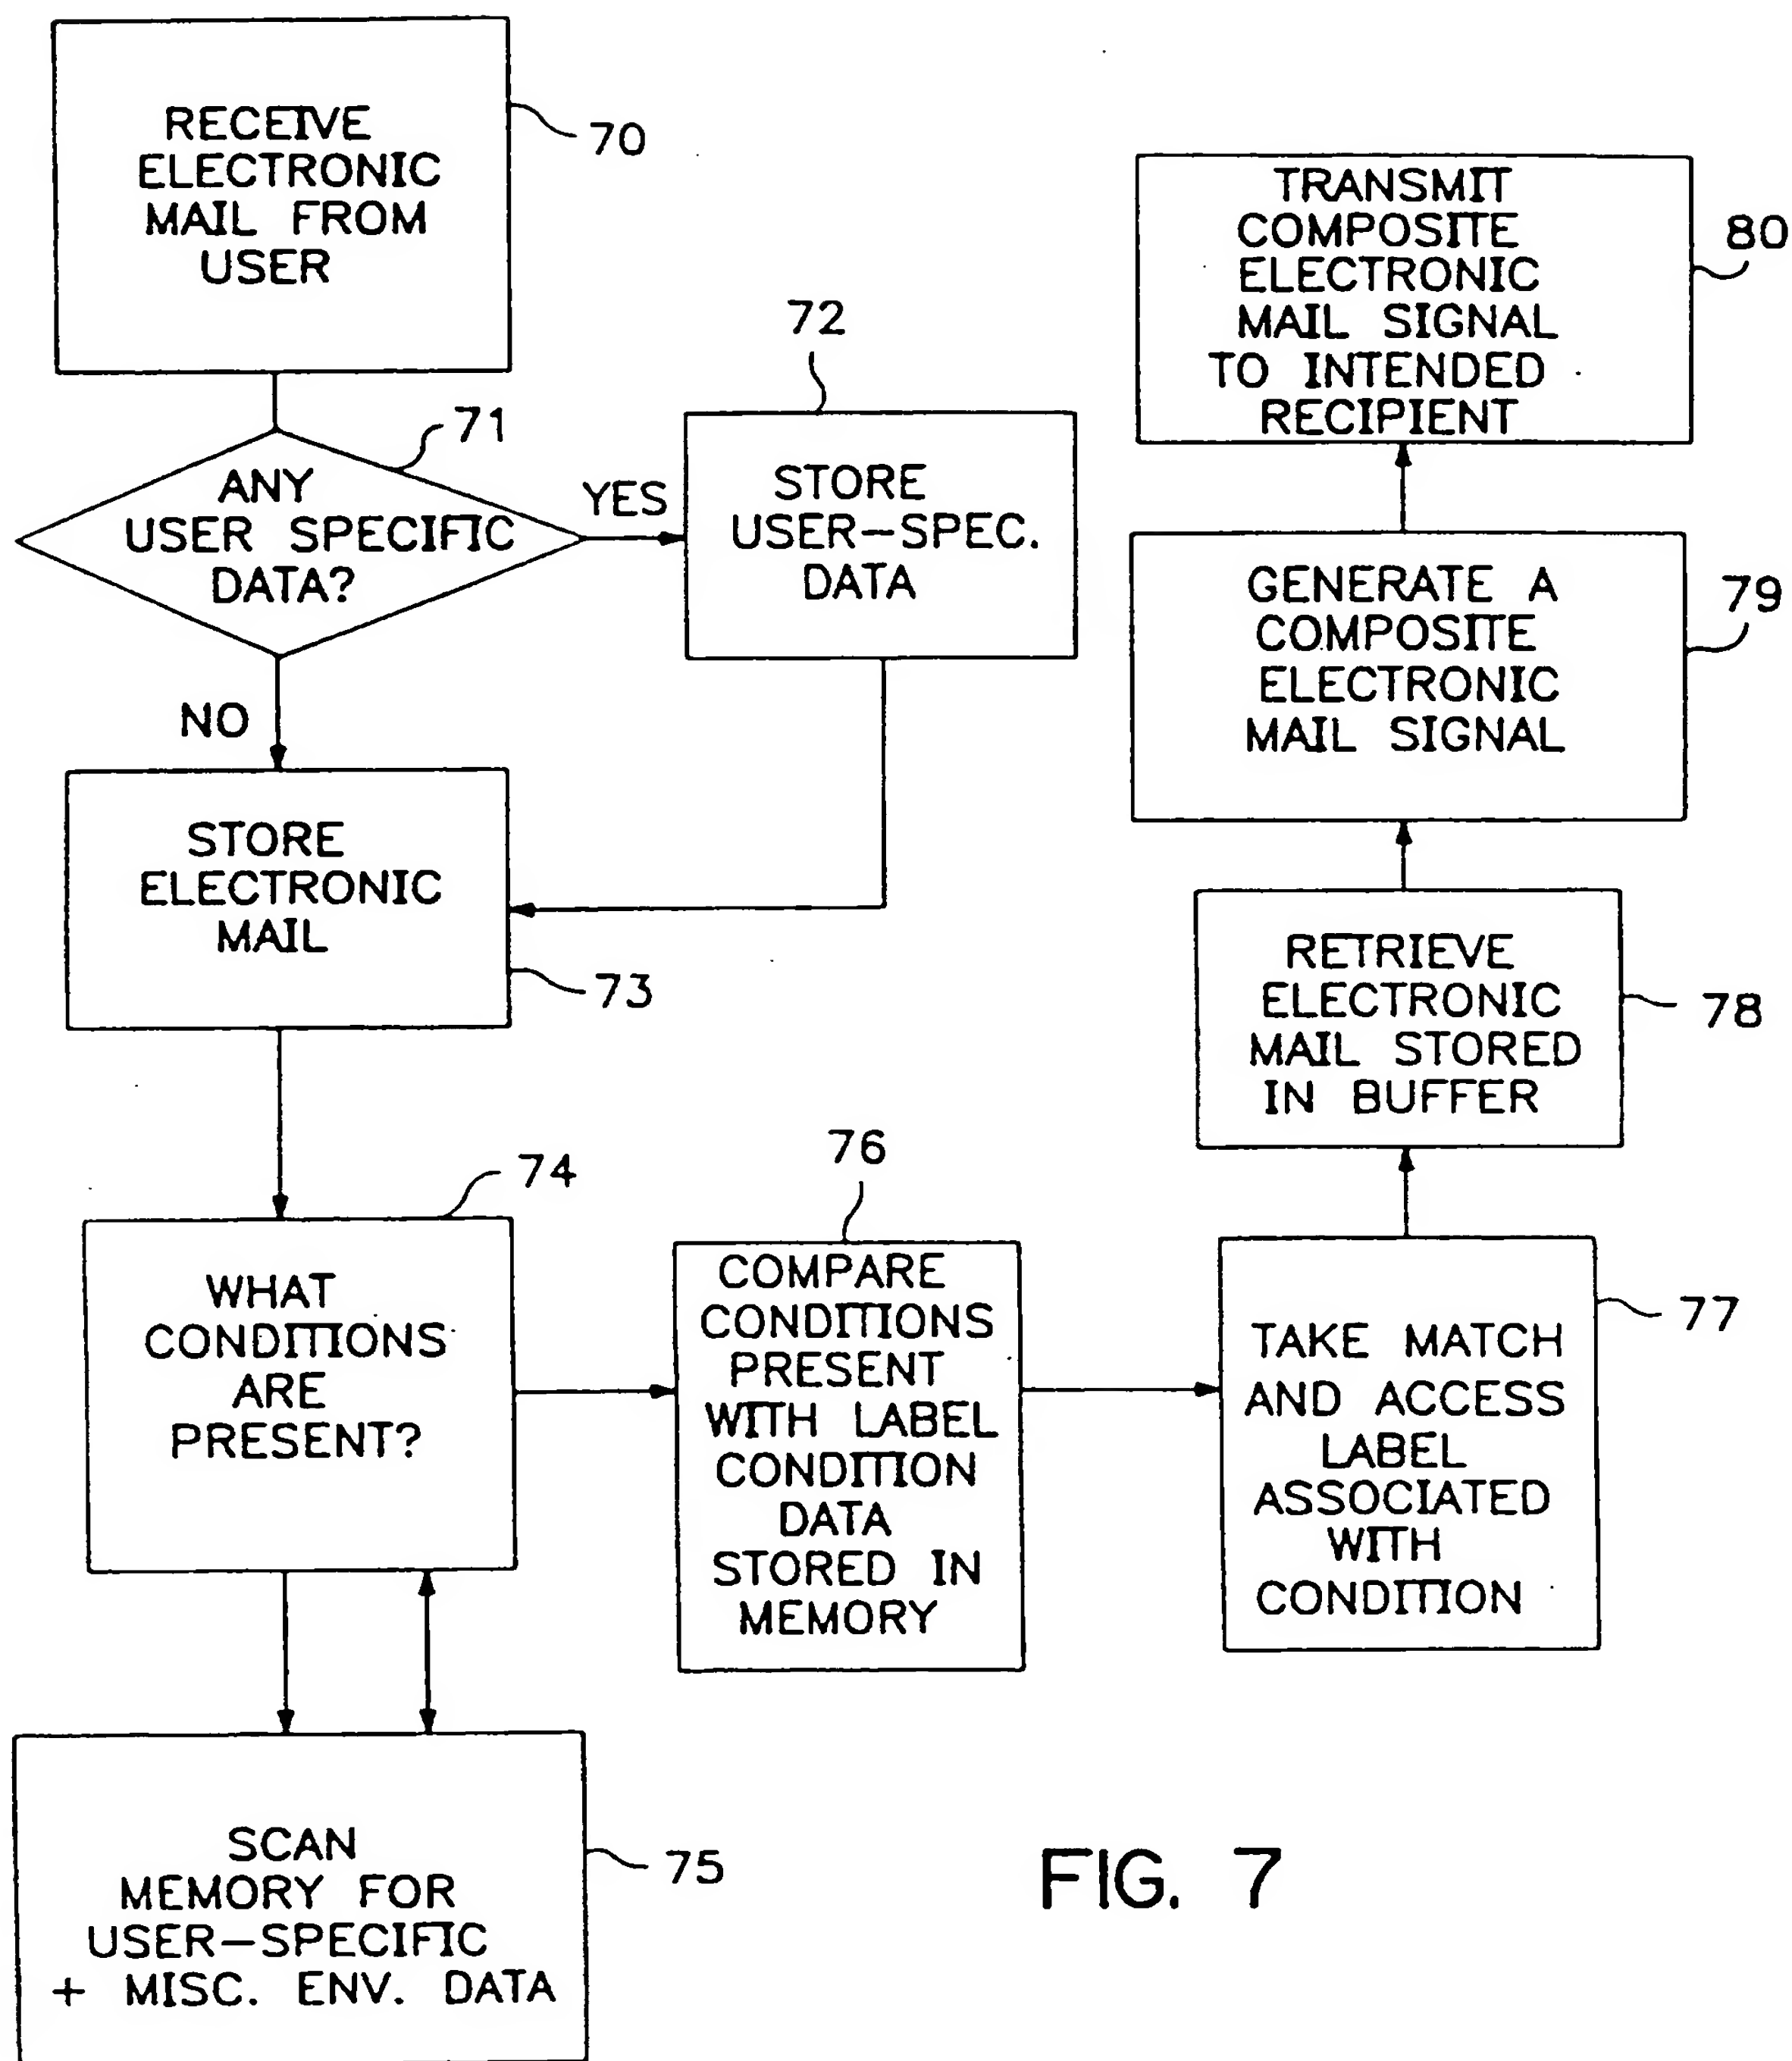 RECEIVE
ELECTRONIC
MAIL FROM
USER
70
71
ANY
USER SPECIFIC
DATA?
YES
NO
72
STORE
USER-SPEC.
DATA
STORE
ELECTRONIC
MAIL
73
74
WHAT
CONDITIONS
ARE
PRESENT?
SCAN
MEMORY FOR
USER-SPECIFIC
+ MISC. ENV. DATA
75
76
COMPARE
CONDITIONS
PRESENT
WITH LABEL
CONDITION
DATA
STORED IN
MEMORY
TAKE MATCH
AND ACCESS
LABEL
ASSOCIATED
WITH
CONDITION
77
RETRIEVE
ELECTRONIC
MAIL STORED
IN BUFFER
78
GENERATE A
COMPOSITE
ELECTRONIC
MAIL SIGNAL
79
TRANSMIT
COMPOSITE
ELECTRONIC
MAIL SIGNAL
TO INTENDED
RECIPIENT
80
FIG. 7